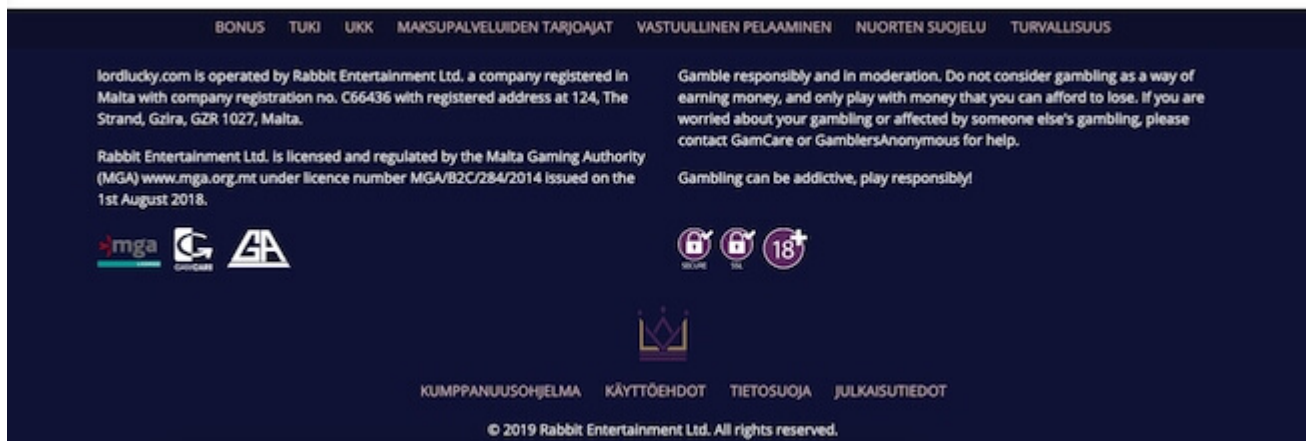 BONUS TUKI UKK MAKSUPALVELUIDEN TARJOAJAT VASTUULLINEN PELAAMINEN NUORTEN SUOJELU TURVALLISUUS
lordlucky.com is operated by Rabbit Entertainment Ltd. a company registered in
Malta with company registration no. C66436 with registered address at 124, The
Strand, Gzira, GZR 1027, Malta.
Rabbit Entertainment Ltd. is licensed and regulated by the Malta Gaming Authority
(MGA) www.mga.org.mt under licence number MGA/B2C/284/2014 issued on the
1st August 2018.
mga
GAMCARE
GA
Gamble responsibly and in moderation. Do not consider gambling as a way of
earning money, and only play with money that you can afford to lose. If you are
worried about your gambling or affected by someone else's gambling, please
contact GamCare or GamblersAnonymous for help.
Gambling can be addictive, play responsibly!
SECURE
SSL
18+
KUMPPANUUSOHJELMA KÄYTTÖEHDOT TIETOSUOJA JULKAISUTIEDOT
© 2019 Rabbit Entertainment Ltd. All rights reserved.